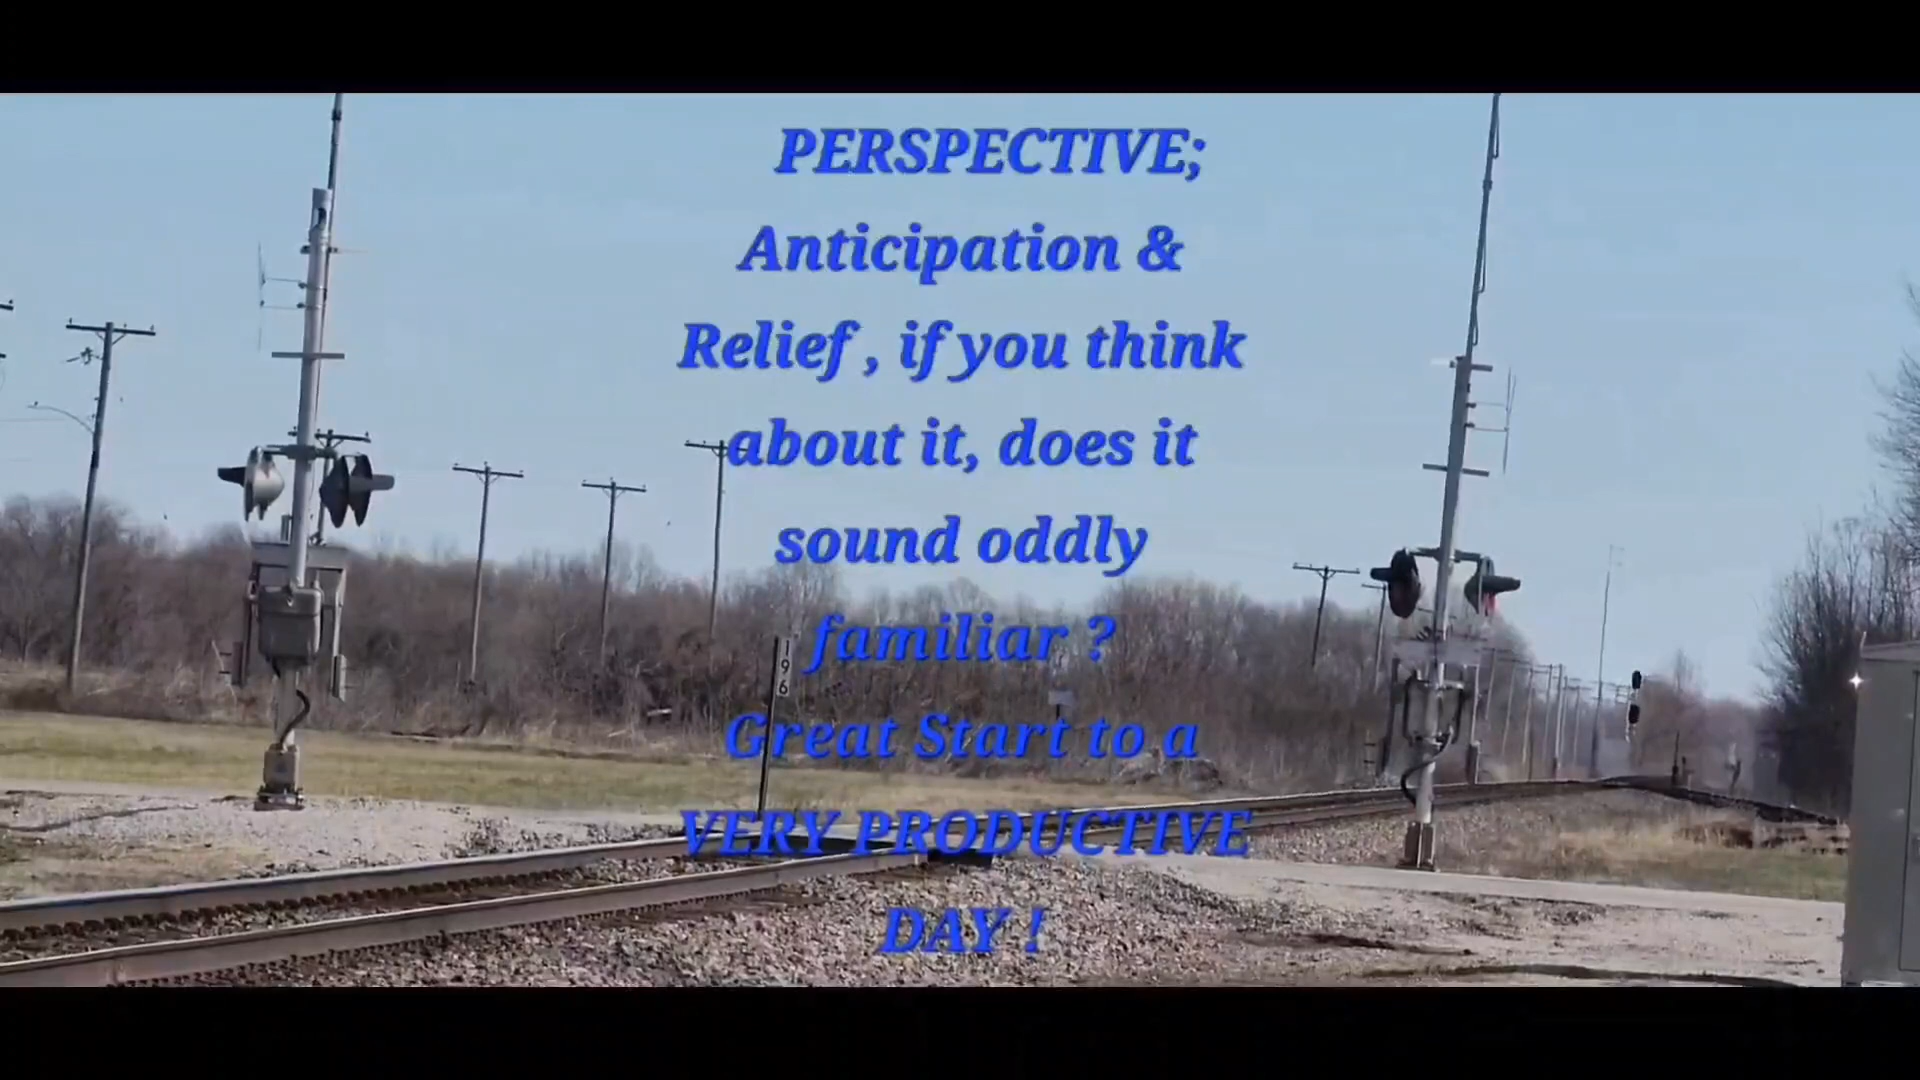 PERSPECTIVE;
Anticipation &
Relief , if you think
about it, does it
sound oddly
familiar ?
Great Start to a
VERY PRODUCTIVE
DAY !
196